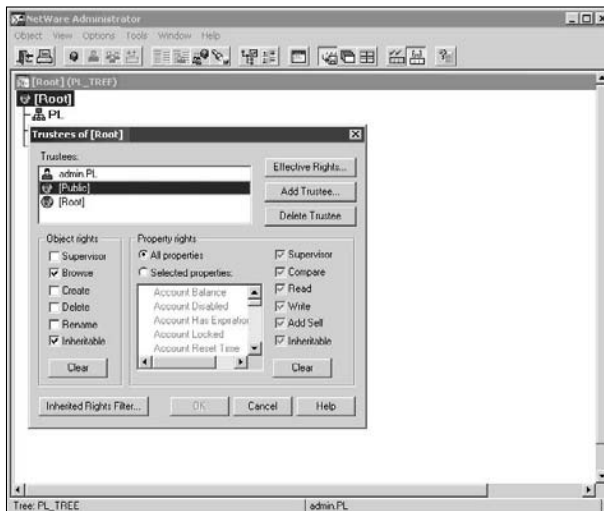 NetWare Administrator
Object View Options Tools Window Help
[Root] (PL_TREE)
[Root]
PL
Trustees of [Root]
Trustees:
admin.PL
[Public]
[Root]
Effective Rights...
Add Trustee...
Delete Trustee
Object rights
Supervisor
Browse
Create
Delete
Rename
Inheritable
Clear
Property rights
All properties
Selected properties:
Account Balance
Account Disabled
Account Has Expiration
Account Locked
Account Reset Time
Supervisor
Compare
Read
Write
Add Self
Inheritable
Clear
Inherited Rights Filter...
OK
Cancel
Help
Tree: PL_TREE
admin.PL